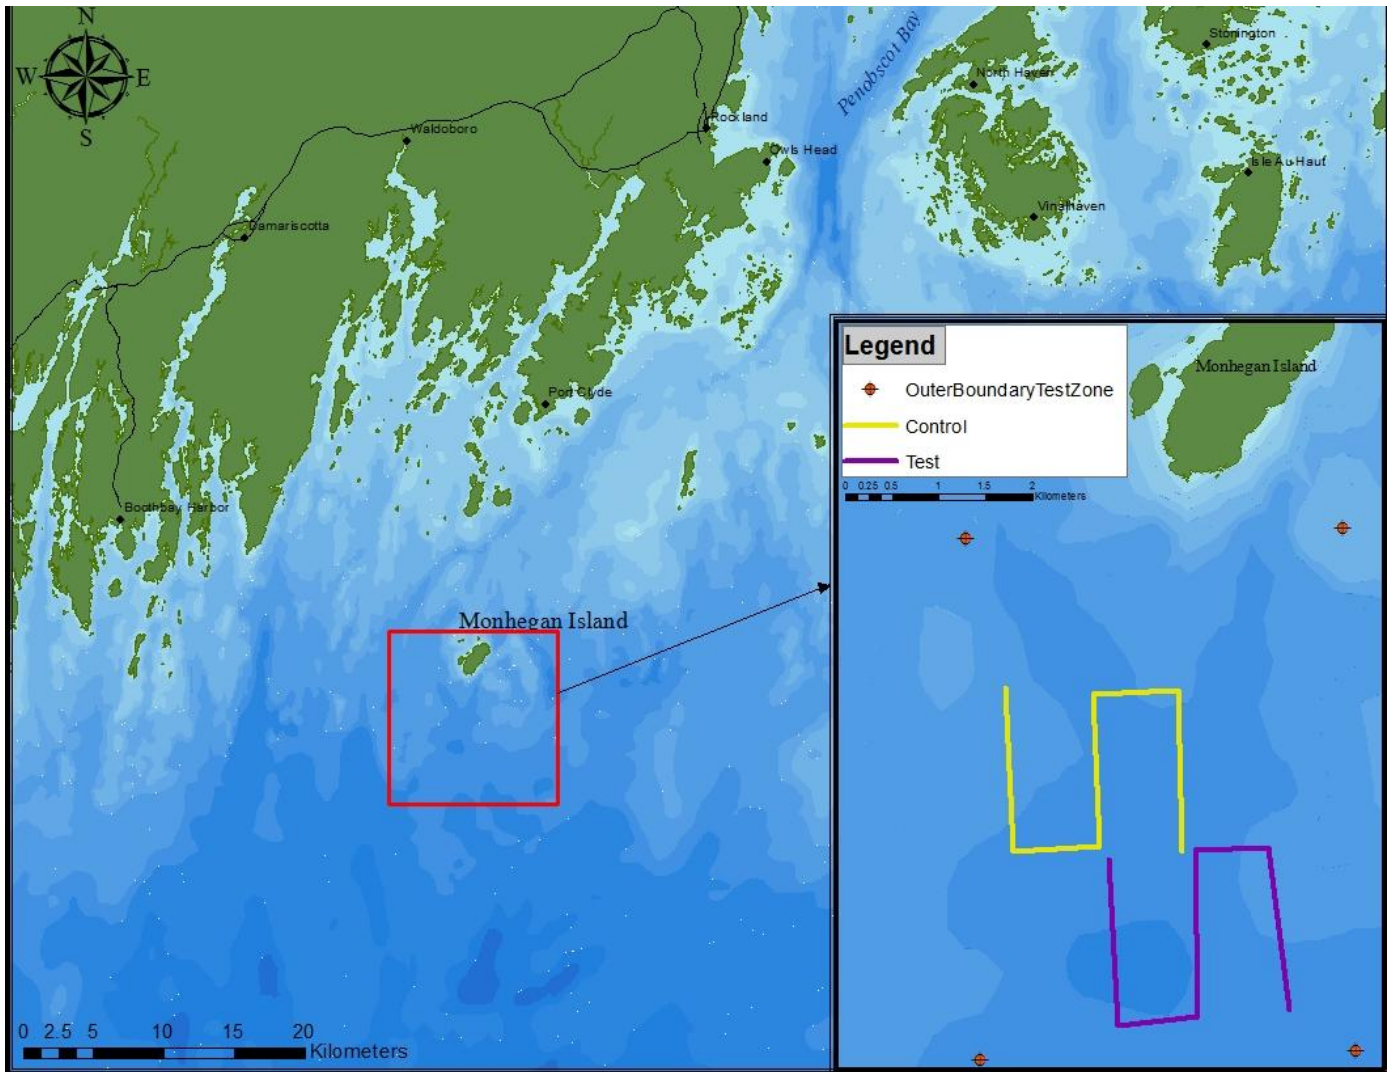 N
W E
S
Penobscot Bay
Stonington
North Haven
Rockland
Waldoboro
Owls Head
Isle Au Haut
Vinalhaven
Damariscotta
Port Clyde
Boothbay Harbor
Monhegan Island
0 2.5 5 10 15 20
Kilometers
Legend
OuterBoundaryTestZone
Control
Test
0 0.25 0.5 1 1.5 2
Kilometers
Monhegan Island